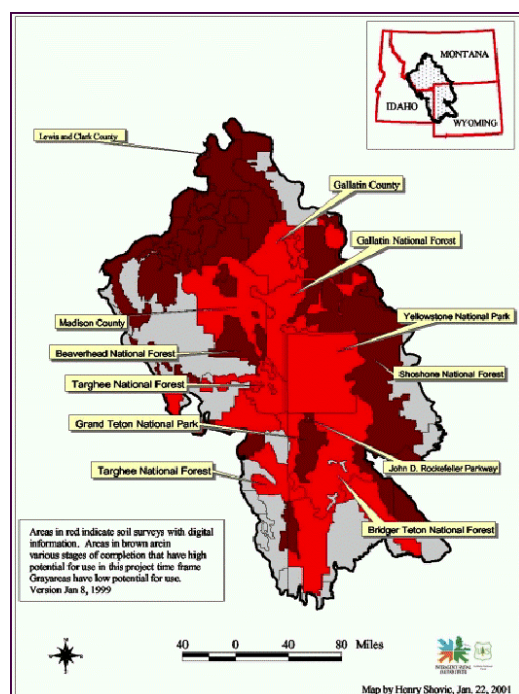 MONTANA
IDAHO
WYOMING
Lewis and Clark County
Gallatin County
Gallatin National Forest
Yellowstone National Park
Madison County
Beaverhead National Forest
Shoshone National Forest
Targhee National Forest
Grand Teton National Park
John D. Rockefeller Parkway
Targhee National Forest
Bridger Teton National Forest
Areas in red indicate soil surveys with digital
information. Areas in brown arein
various stages of completion that have high
potential for use in this project time frame
Grayareas have low potential for use.
Version Jan 8, 1999
40 0 40 80 Miles
Map by Henry Shovic, Jan. 22, 2001